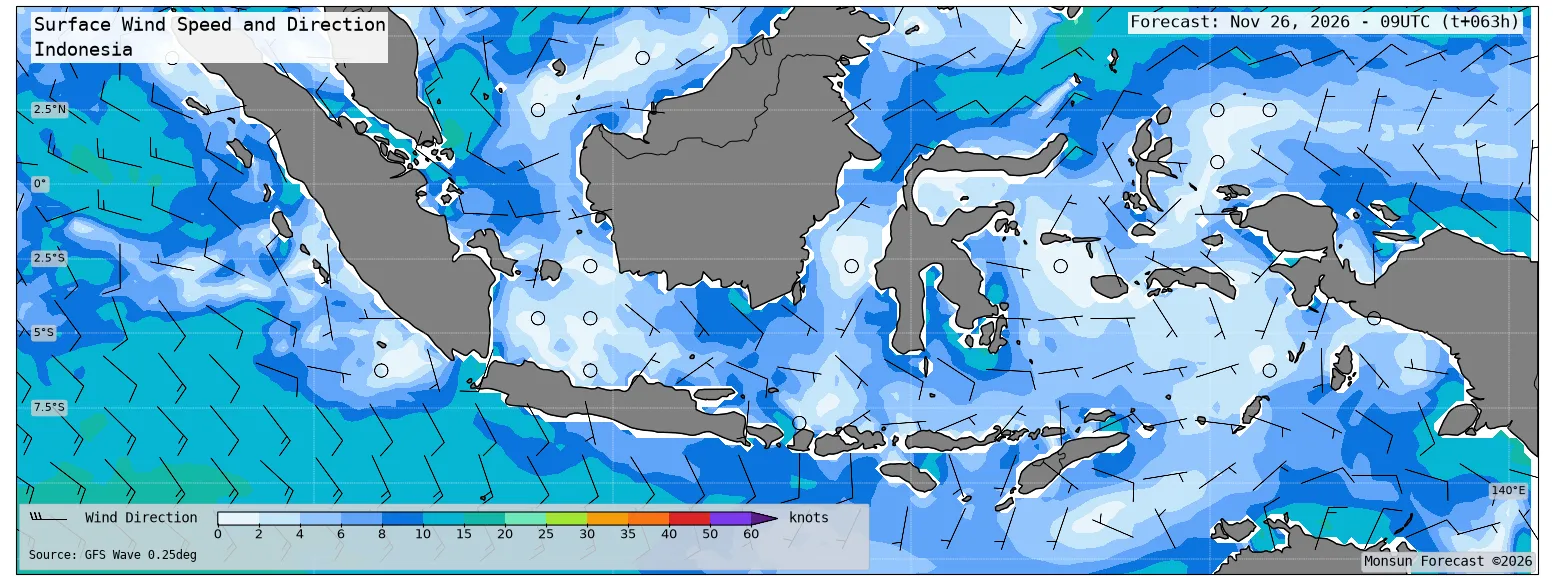 Surface Wind Speed and Direction
Indonesia
Forecast: Nov 26, 2026 - 09UTC (t+063h)
2.5°N
0°
2.5°S
5°S
7.5°S
140°E
Wind Direction
0 2 4 6 8 10 15 20 25 30 35 40 50 60
knots
Source: GFS Wave 0.25deg
Monsun Forecast ©2026